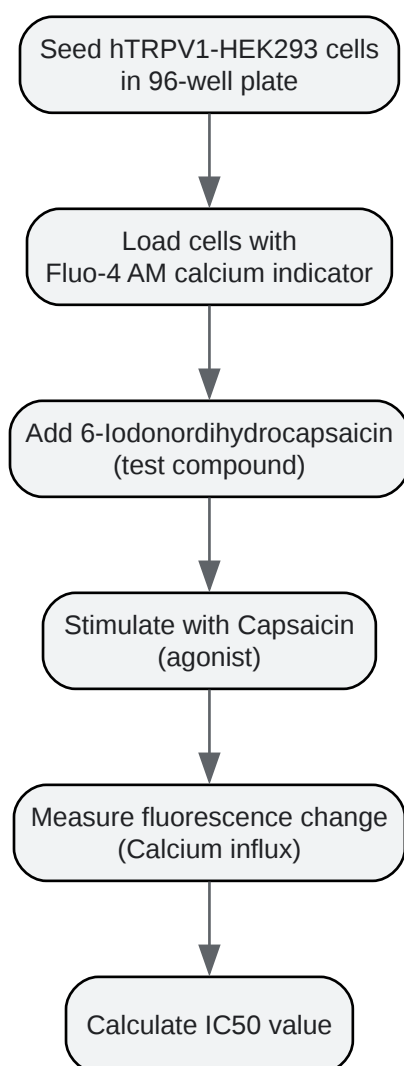 Seed hTRPV1-HEK293 cells
in 96-well plate
Load cells with
Fluo-4 AM calcium indicator
Add 6-Iodonordihydrocapsaicin
(test compound)
Stimulate with Capsaicin
(agonist)
Measure fluorescence change
(Calcium influx)
Calculate IC50 value